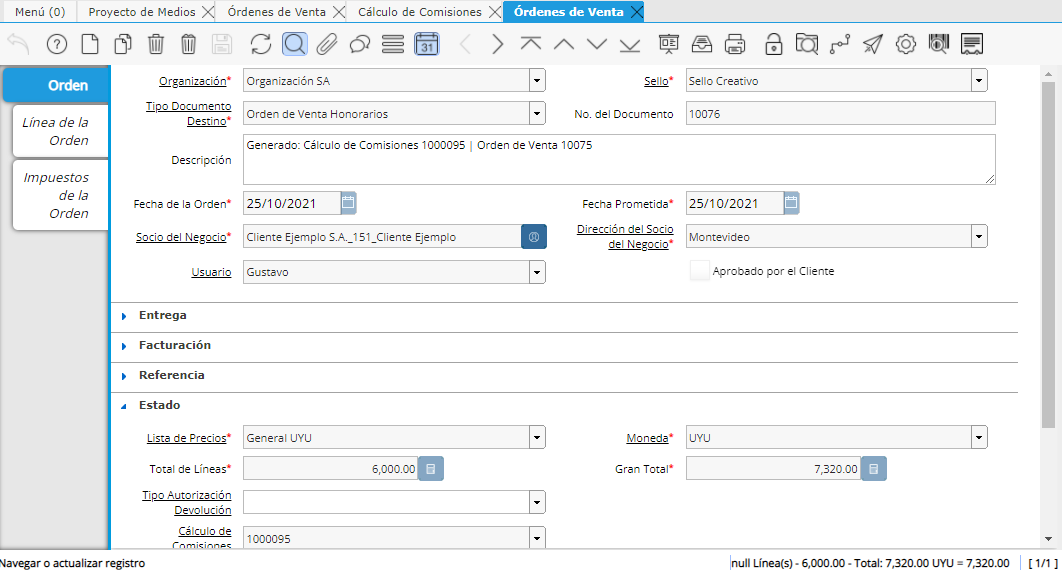 Menú (0) Proyecto de Medios Órdenes de Venta Cálculo de Comisiones Órdenes de Venta
31
Orden
Línea de la
Orden
Impuestos
de la
Orden
Organización* Organización SA Sello* Sello Creativo
Tipo Documento
Destino* Orden de Venta Honorarios No. del Documento 10076
Descripción Generado: Cálculo de Comisiones 1000095 | Orden de Venta 10075
Fecha de la Orden* 25/10/2021 Fecha Prometida* 25/10/2021
Socio del Negocio* Cliente Ejemplo S.A._151_Cliente Ejemplo Dirección del Socio
del Negocio* Montevideo
Usuario Gustavo Aprobado por el Cliente
Entrega
Facturación
Referencia
Estado
Lista de Precios* General UYU Moneda* UYU
Total de Líneas* 6,000.00 Gran Total* 7,320.00
Tipo Autorización
Devolución
Cálculo de
Comisiones 1000095
Navegar o actualizar registro null Línea(s) - 6,000.00 - Total: 7,320.00 UYU = 7,320.00 [ 1/1 ]